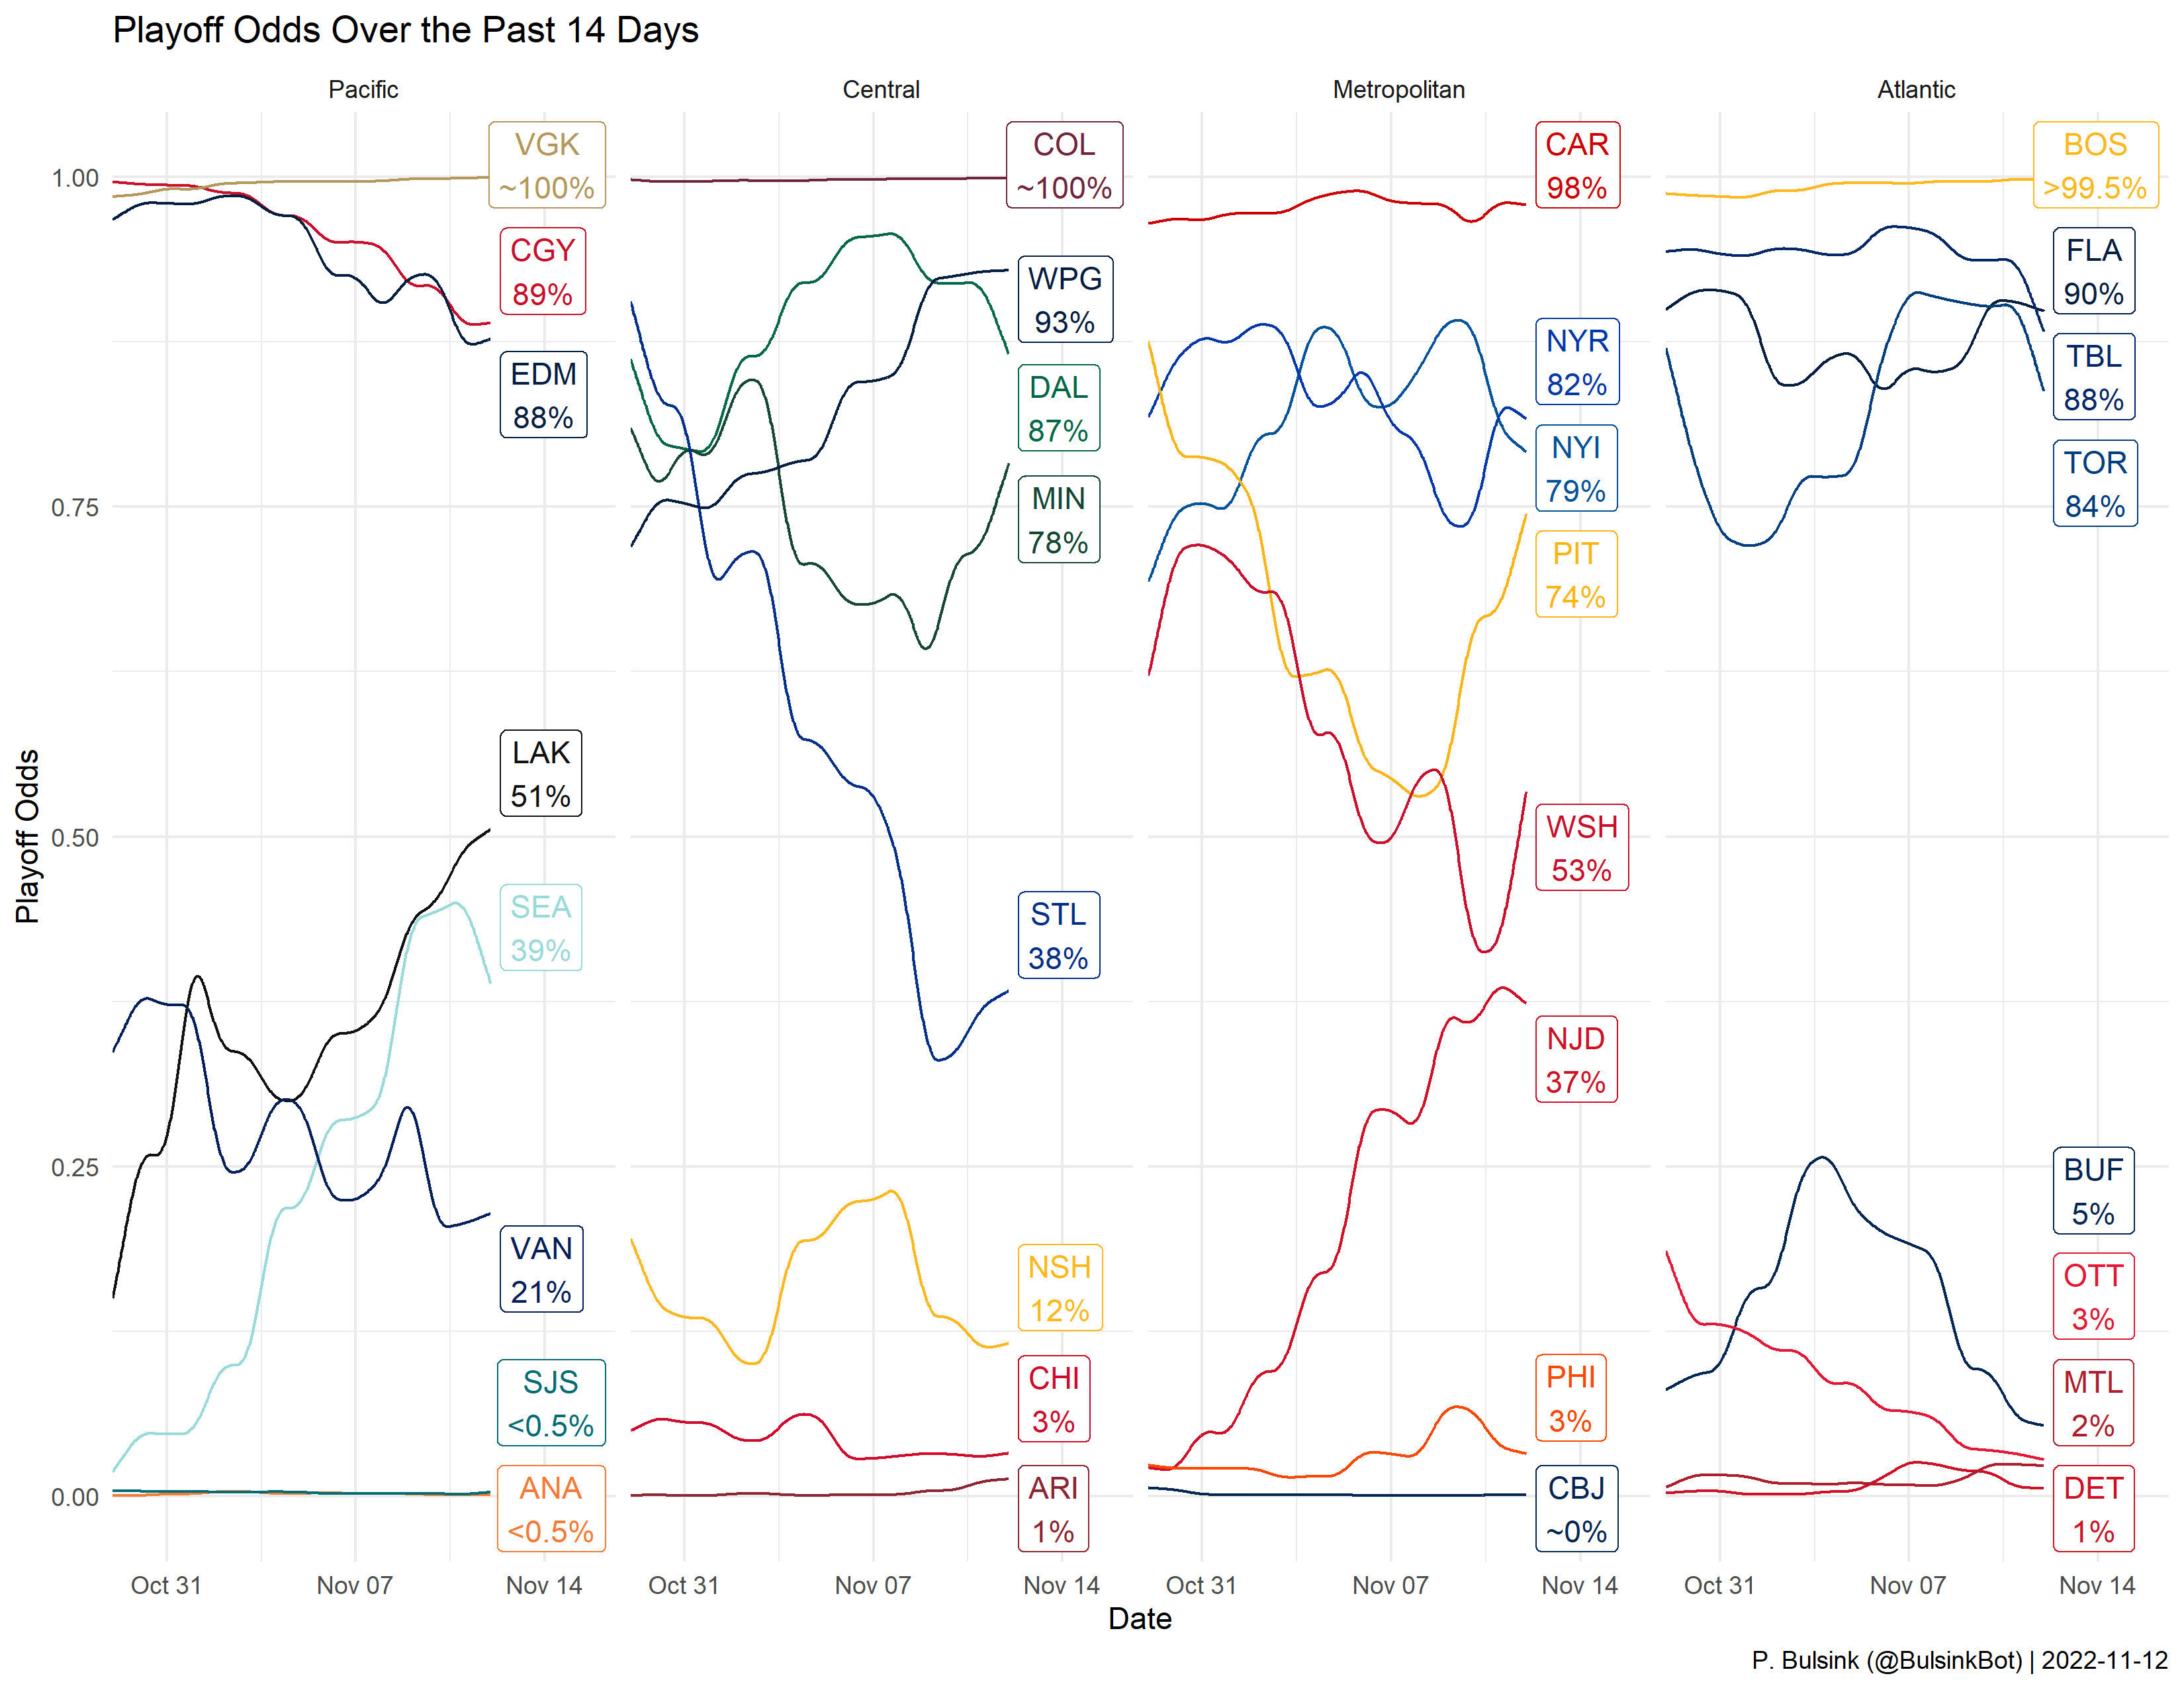 Playoff Odds Over the Past 14 Days
Pacific
Central
Metropolitan
Atlantic
Playoff Odds
1.00
0.75
0.50
0.25
0.00
VGK
~100%
CGY
89%
EDM
88%
LAK
51%
SEA
39%
VAN
21%
SJS
<0.5%
ANA
<0.5%
COL
~100%
WPG
93%
DAL
87%
MIN
78%
STL
38%
NSH
12%
CHI
3%
ARI
1%
CAR
98%
NYR
82%
NYI
79%
PIT
74%
WSH
53%
NJD
37%
PHI
3%
CBJ
~0%
BOS
>99.5%
FLA
90%
TBL
88%
TOR
84%
BUF
5%
OTT
3%
MTL
2%
DET
1%
Oct 31
Nov 07
Nov 14
Oct 31
Nov 07
Nov 14
Oct 31
Nov 07
Nov 14
Oct 31
Nov 07
Nov 14
Date
P. Bulsink (@BulsinkBot) | 2022-11-12